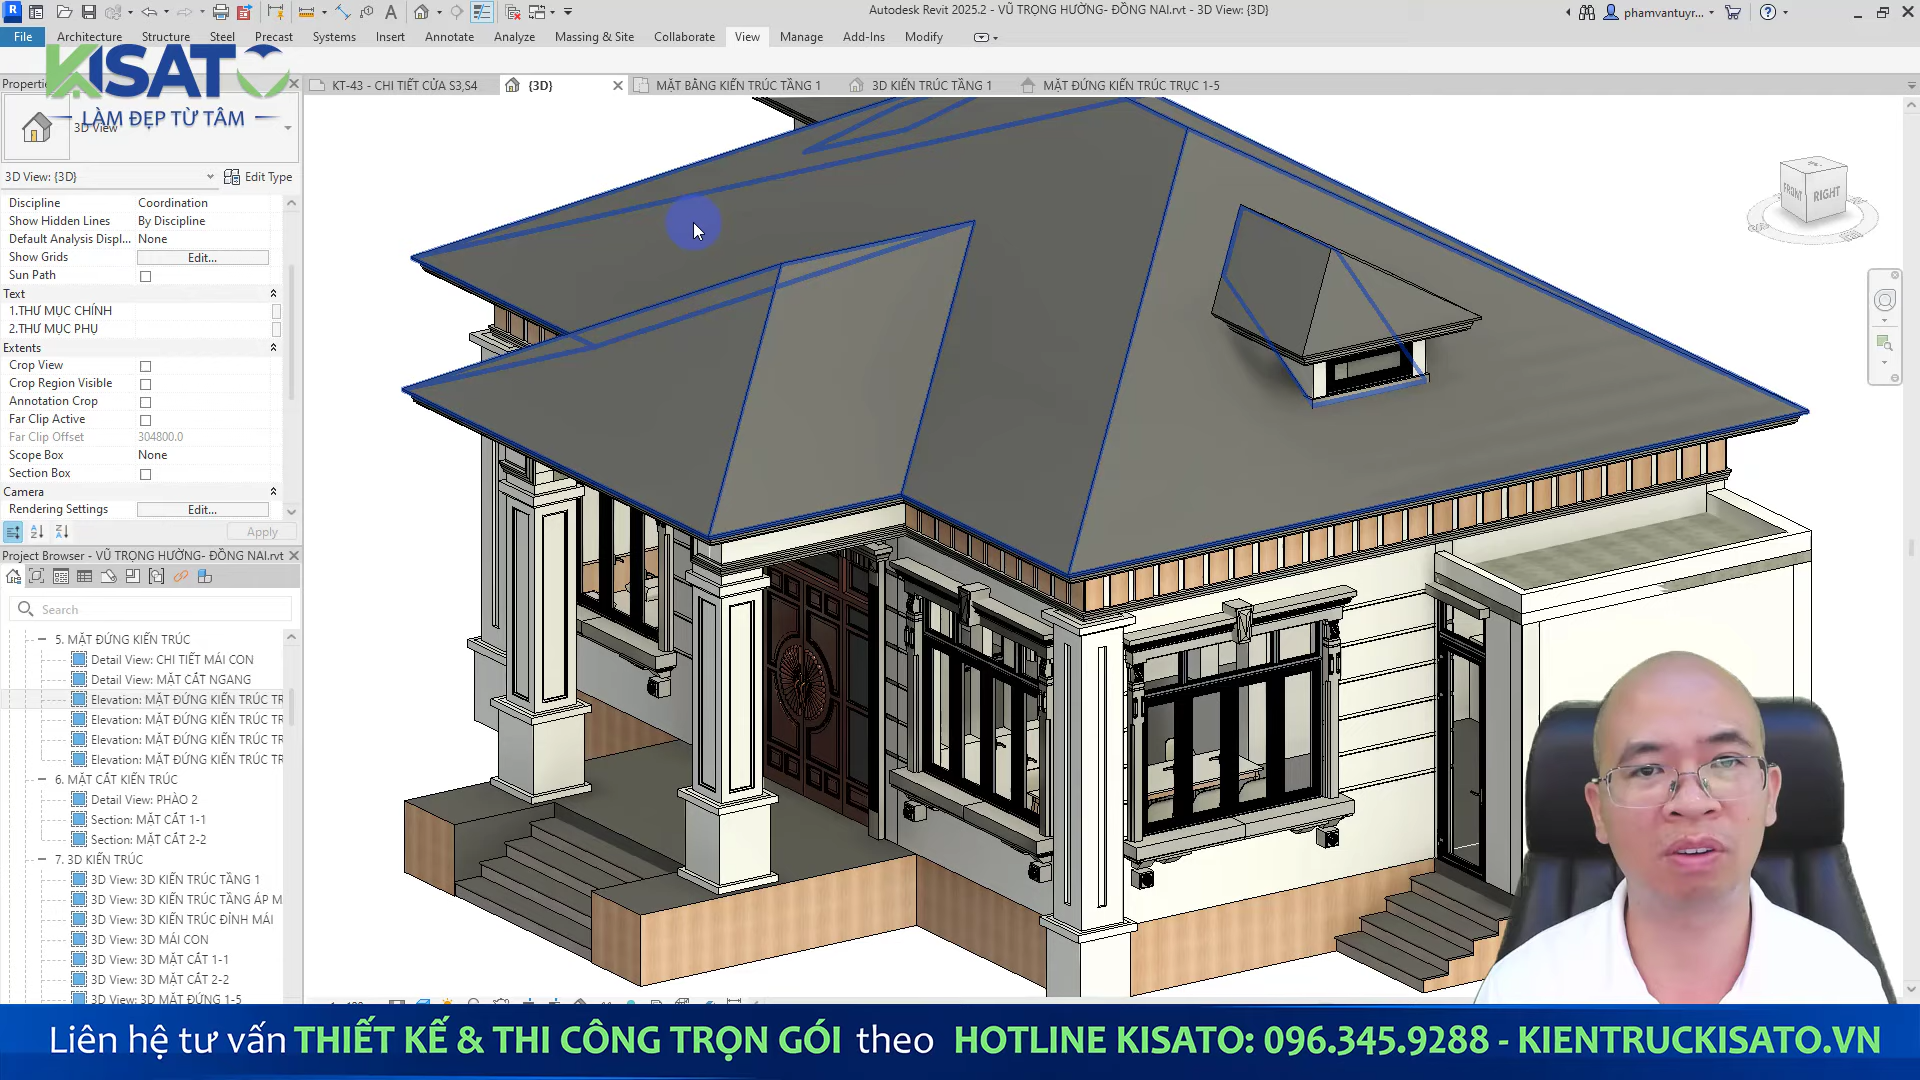 Autodesk Revit 2025.2 - VŨ TRỌNG HƯỜNG- ĐỒNG NAI.rvt - 3D View: {3D}
phamvantuyr...
File Architecture Structure Steel Precast Systems Insert Annotate Analyze Massing & Site Collaborate View Manage Add-Ins Modify
KISATO
LÀM ĐẸP TỪ TÂM
Properti
KT-43 - CHI TIẾT CỬA S3,S4
{3D}
MẶT BẰNG KIẾN TRÚC TẦNG 1
3D KIẾN TRÚC TẦNG 1
MẶT ĐỨNG KIẾN TRÚC TRỤC 1-5
3D View
3D View: {3D}
Edit Type
Discipline Coordination
Show Hidden Lines By Discipline
Default Analysis Displ... None
Show Grids Edit...
Sun Path
Text
1.THƯ MỤC CHÍNH
2.THƯ MỤC PHỤ
Extents
Crop View
Crop Region Visible
Annotation Crop
Far Clip Active
Far Clip Offset 304800.0
Scope Box None
Section Box
Camera
Rendering Settings Edit...
Apply
Project Browser - VŨ TRỌNG HƯỜNG- ĐỒNG NAI.rvt
Search
5. MẶT ĐỨNG KIẾN TRÚC
Detail View: CHI TIẾT MÁI CON
Detail View: MẶT CẮT NGANG
Elevation: MẶT ĐỨNG KIẾN TRÚC TR
Elevation: MẶT ĐỨNG KIẾN TRÚC TR
Elevation: MẶT ĐỨNG KIẾN TRÚC TR
Elevation: MẶT ĐỨNG KIẾN TRÚC TR
6. MẶT CẮT KIẾN TRÚC
Detail View: PHÀO 2
Section: MẶT CẮT 1-1
Section: MẶT CẮT 2-2
7. 3D KIẾN TRÚC
3D View: 3D KIẾN TRÚC TẦNG 1
3D View: 3D KIẾN TRÚC TẦNG ÁP M
3D View: 3D KIẾN TRÚC ĐỈNH MÁI
3D View: 3D MÁI CON
3D View: 3D MẶT CẮT 1-1
3D View: 3D MẶT CẮT 2-2
3D View: 3D MẶT ĐỨNG 1-5
FRONT
RIGHT
Liên hệ tư vấn THIẾT KẾ & THI CÔNG TRỌN GÓI theo HOTLINE KISATO: 096.345.9288 - KIENTRUCKISATO.VN